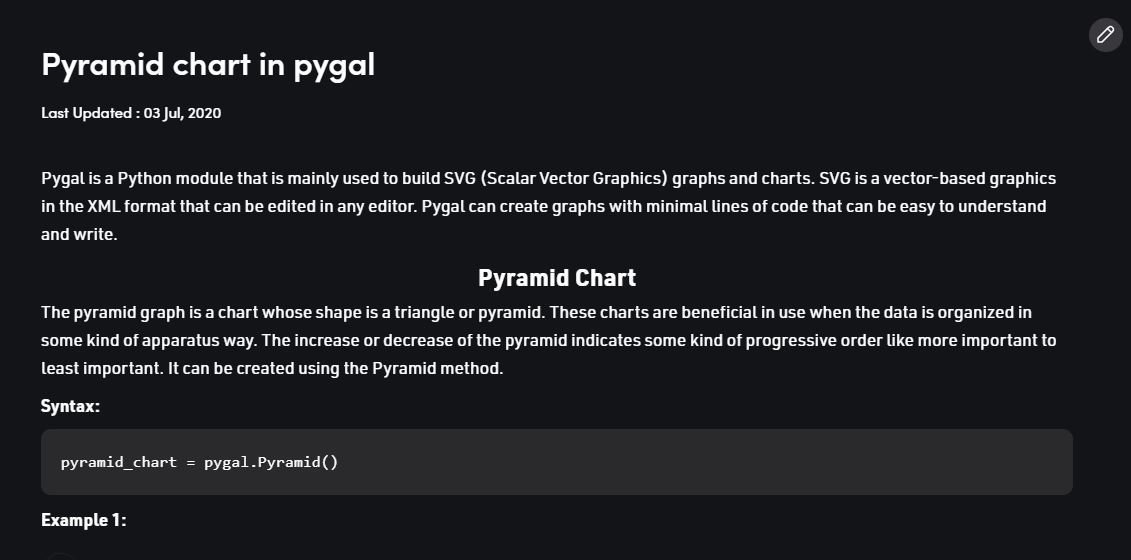 Pyramid chart in pygal
Last Updated : 03 Jul, 2020
Pygal is a Python module that is mainly used to build SVG (Scalar Vector Graphics) graphs and charts. SVG is a vector-based graphics
in the XML format that can be edited in any editor. Pygal can create graphs with minimal lines of code that can be easy to understand
and write.
Pyramid Chart
The pyramid graph is a chart whose shape is a triangle or pyramid. These charts are beneficial in use when the data is organized in
some kind of apparatus way. The increase or decrease of the pyramid indicates some kind of progressive order like more important to
least important. It can be created using the Pyramid method.
Syntax:
pyramid_chart = pygal.Pyramid()
Example 1: